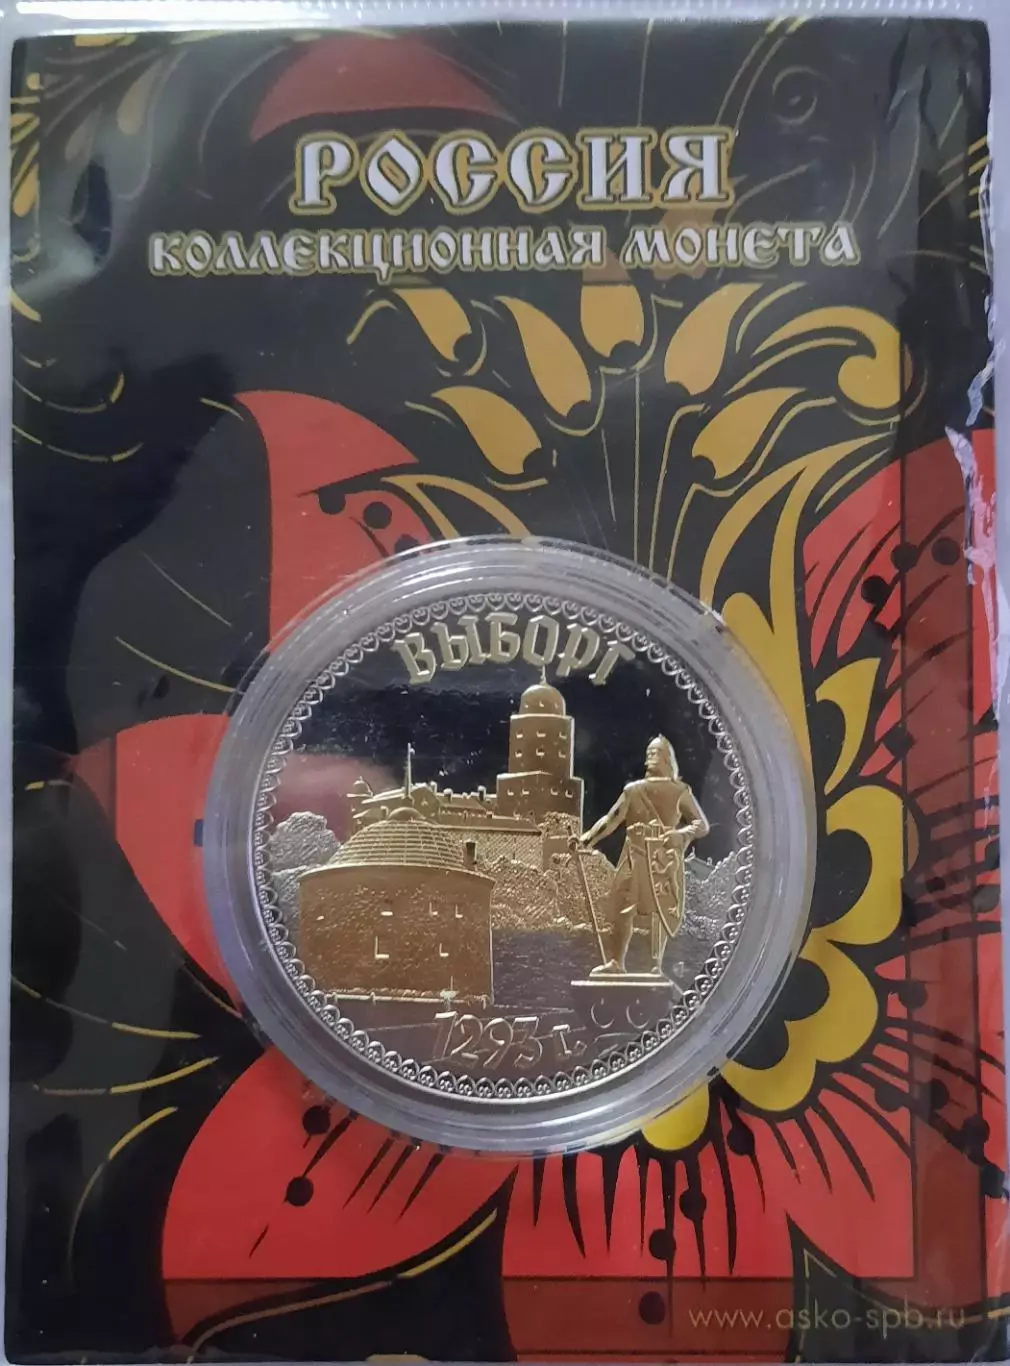 РОССИЯ
КОЛЛЕКЦИОННАЯ МОНЕТА
ВЫБОРГ
1293 г.
www.asko-spb.ru